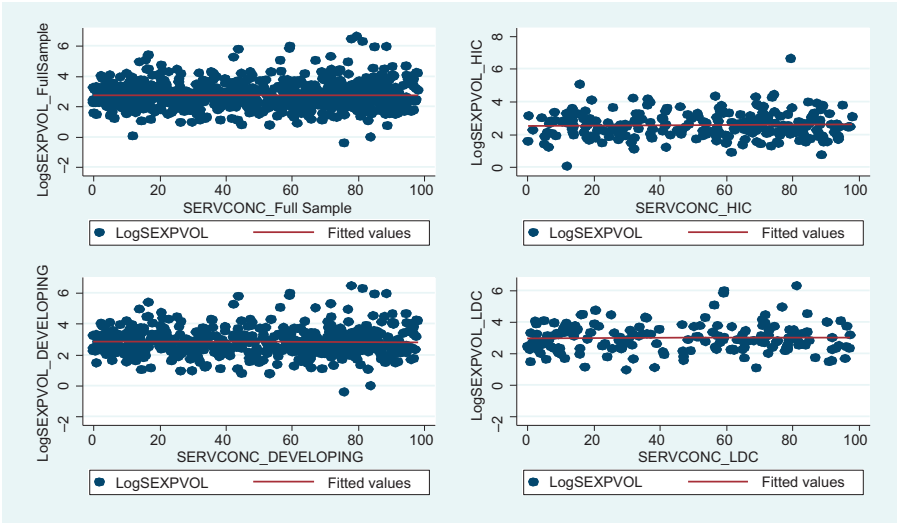 LogSEXPVOL_FullSample
6
4
2
0
−2
0 20 40 60 80 100
SERVCONC_Full Sample
LogSEXPVOL Fitted values
LogSEXPVOL_HIC
8
6
4
2
0
0 20 40 60 80 100
SERVCONC_HIC
LogSEXPVOL Fitted values
LogSEXPVOL_DEVELOPING
6
4
2
0
−2
0 20 40 60 80 100
SERVCONC_DEVELOPING
LogSEXPVOL Fitted values
LogSEXPVOL_LDC
6
4
2
0
−2
0 20 40 60 80 100
SERVCONC_LDC
LogSEXPVOL Fitted values